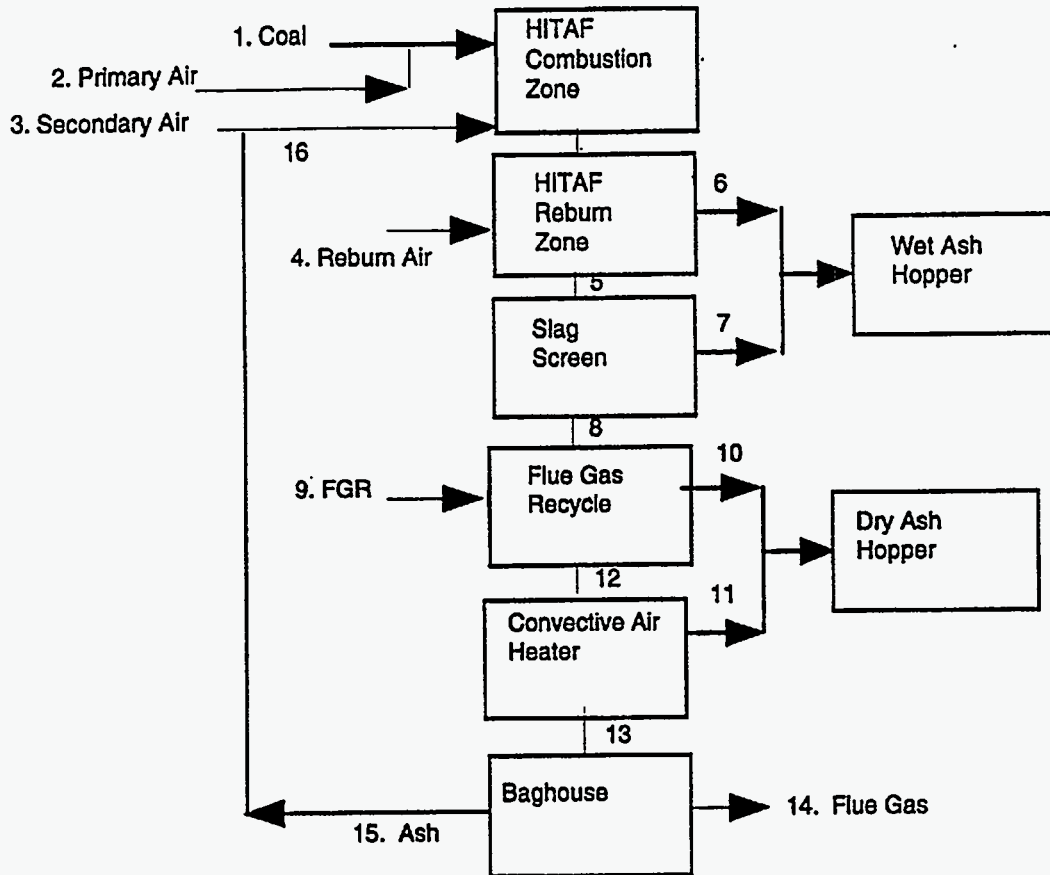 1. Coal
2. Primary Air
3. Secondary Air
16
HITAF
Combustion
Zone
HITAF
Reburn
Zone
4. Reburn Air
6
5
Wet Ash
Hopper
Slag
Screen
7
8
9. FGR
Flue Gas
Recycle
10
Dry Ash
Hopper
12
11
Convective Air
Heater
13
Baghouse
14. Flue Gas
15. Ash